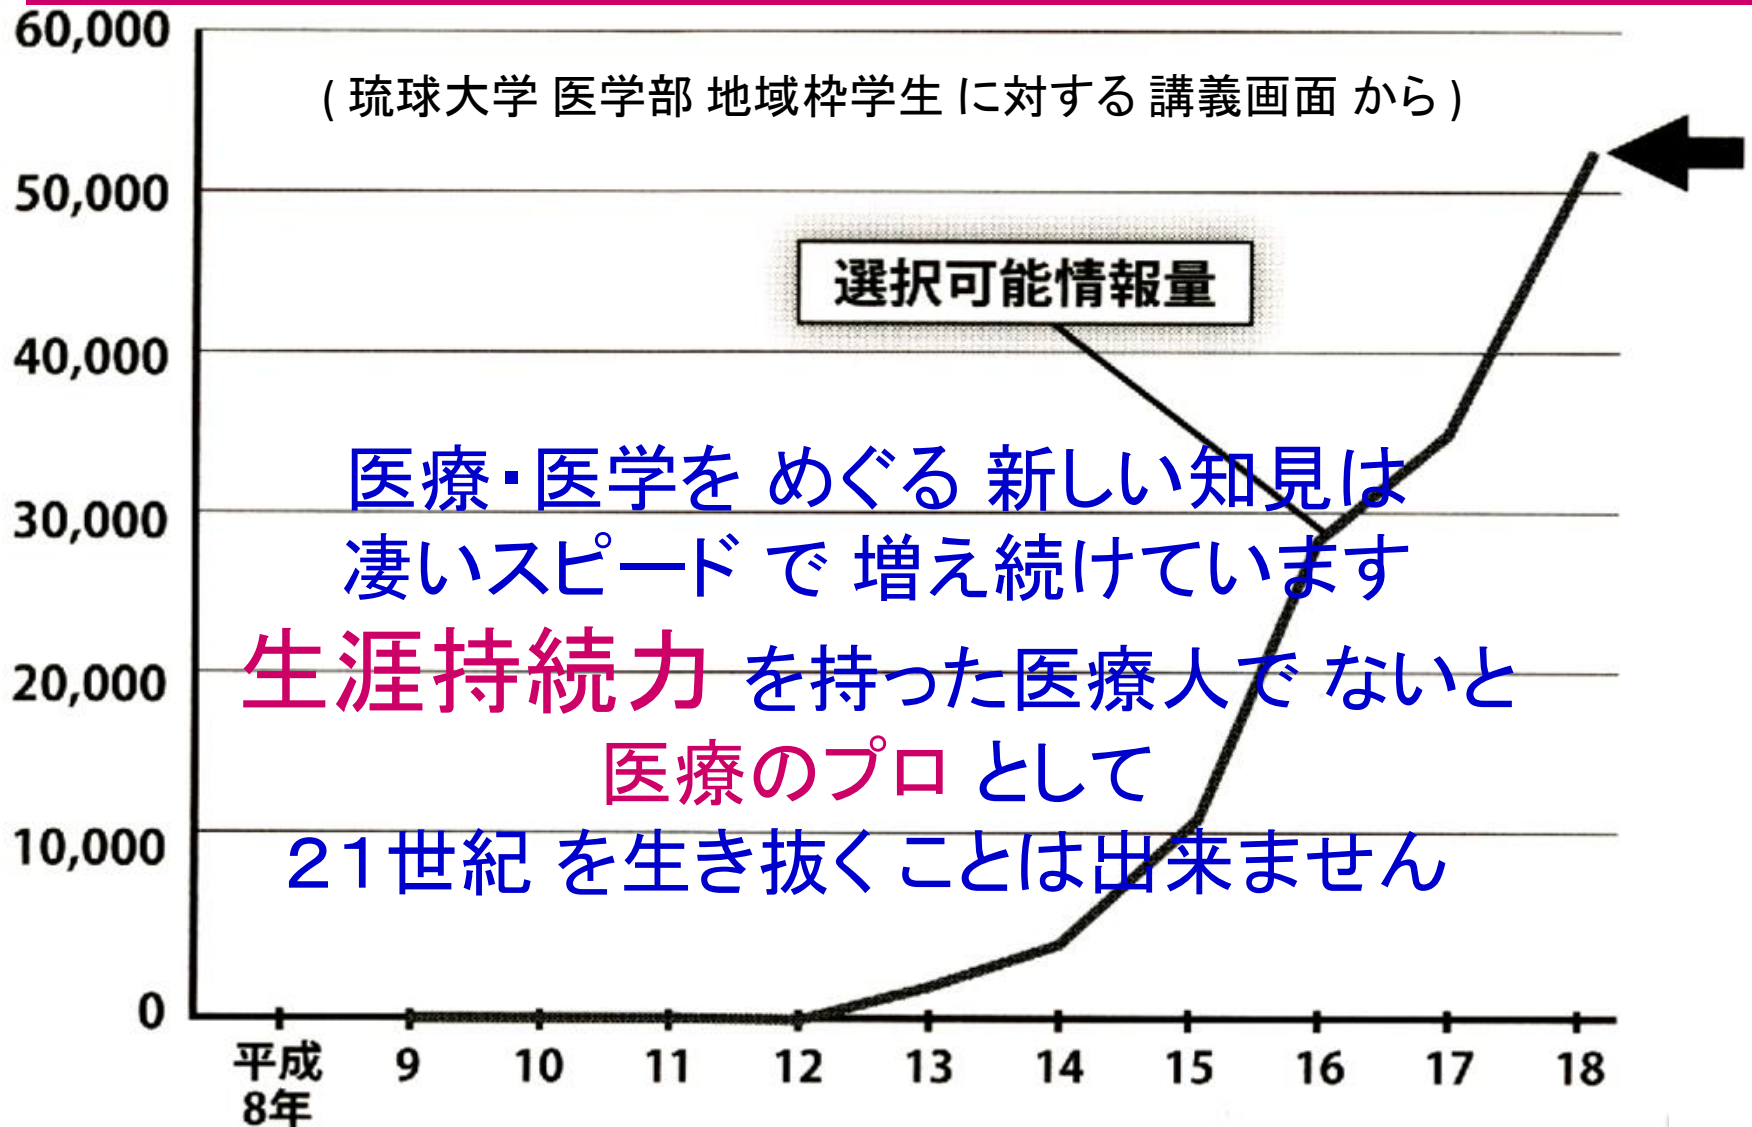 60,000
( 琉球大学 医学部 地域枠学生 に対する 講義画面 から )
50,000
選択可能情報量
40,000
医療・医学を めぐる 新しい知見は
30,000
凄いスピード で 増え続けています
生涯持続力 を持った医療人で ないと
20,000
医療のプロ として
10,000
21世紀 を生き抜く ことは出来ません
0
平成 9 10 11 12 13 14 15 16 17 18
8年